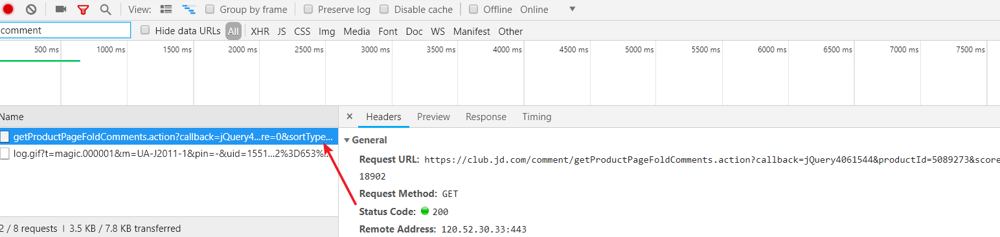 View: Group by frame Preserve log Disable cache Offline Online
comment Hide data URLs All XHR JS CSS Img Media Font Doc WS Manifest Other
500 ms 1000 ms 1500 ms 2000 ms 2500 ms 3000 ms 3500 ms 4000 ms 4500 ms 5000 ms 5500 ms 6000 ms 6500 ms 7000 ms 7500 ms
Name Headers Preview Response Timing
getProductPageFoldComments.action?callback=jQuery4...re=0&sortType...
General
log.gif?t=magic.000001&m=UA-J2011-1&pin=-&uid=1551...2%3D653%...
Request URL: https://club.jd.com/comment/getProductPageFoldComments.action?callback=jQuery4061544&productId=5089273&score
18902
Request Method: GET
Status Code: 200
2 / 8 requests | 3.5 KB / 7.8 KB transferred
Remote Address: 120.52.30.33:443